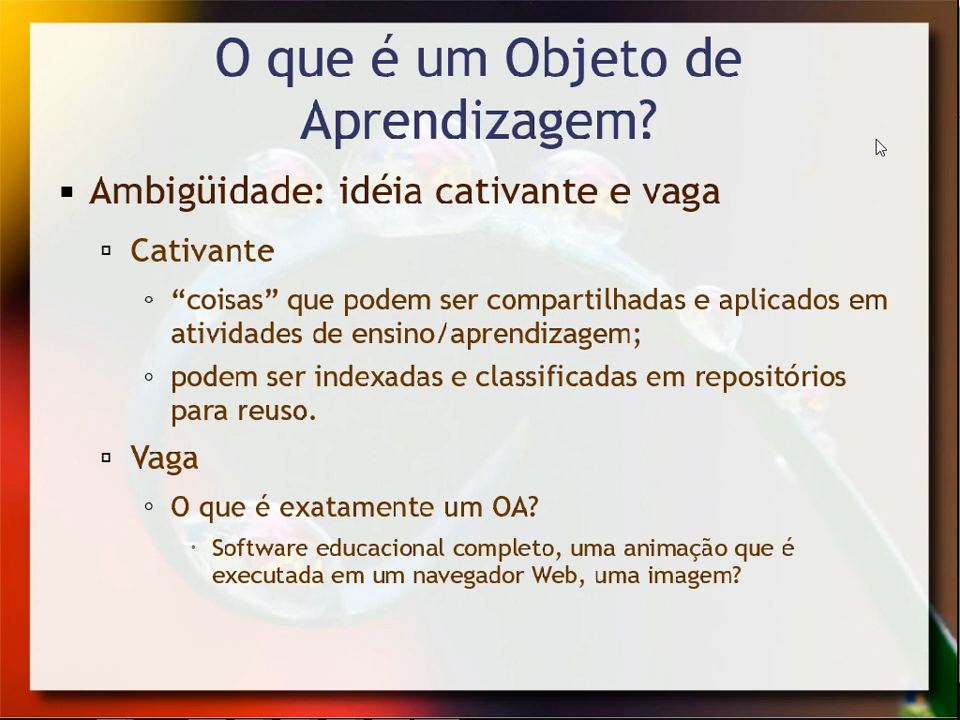 O que é um Objeto de
Aprendizagem?
Ambigüidade: idéia cativante e vaga
Cativante
“coisas” que podem ser compartilhadas e aplicados em
atividades de ensino/aprendizagem;
podem ser indexadas e classificadas em repositórios
para reuso.
Vaga
O que é exatamente um OA?
Software educacional completo, uma animação que é
executada em um navegador Web, uma imagem?